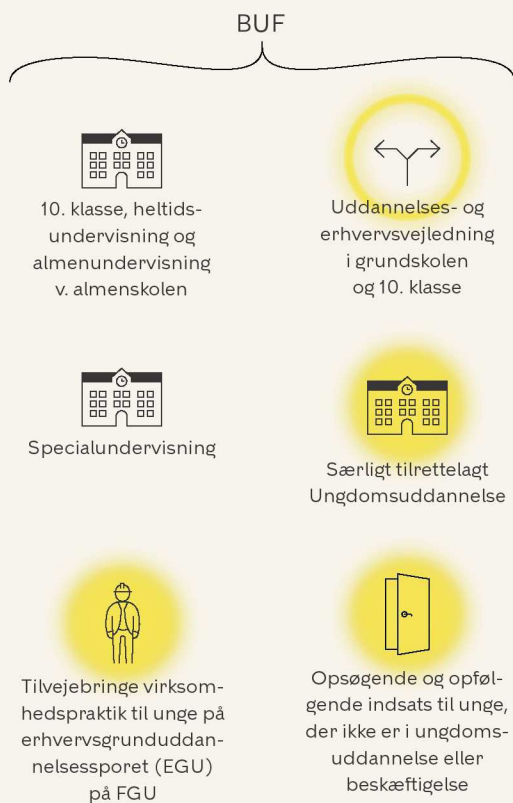 BUF
10. klasse, heltids-
undervisning og
almenundervisning
v. almenskolen
Uddannelses- og
erhvervsvejledning
i grundskolen
og 10. klasse
Specialundervisning
Særligt tilrettelagt
Ungdomsuddannelse
Tilvejebringe virksom-
hedspraktik til unge på
erhvervsgrunduddan-
nelsessporet (EGU)
på FGU
Opsøgende og opføl-
gende indsats til unge,
der ikke er i ungdoms-
uddannelse eller
beskæftigelse